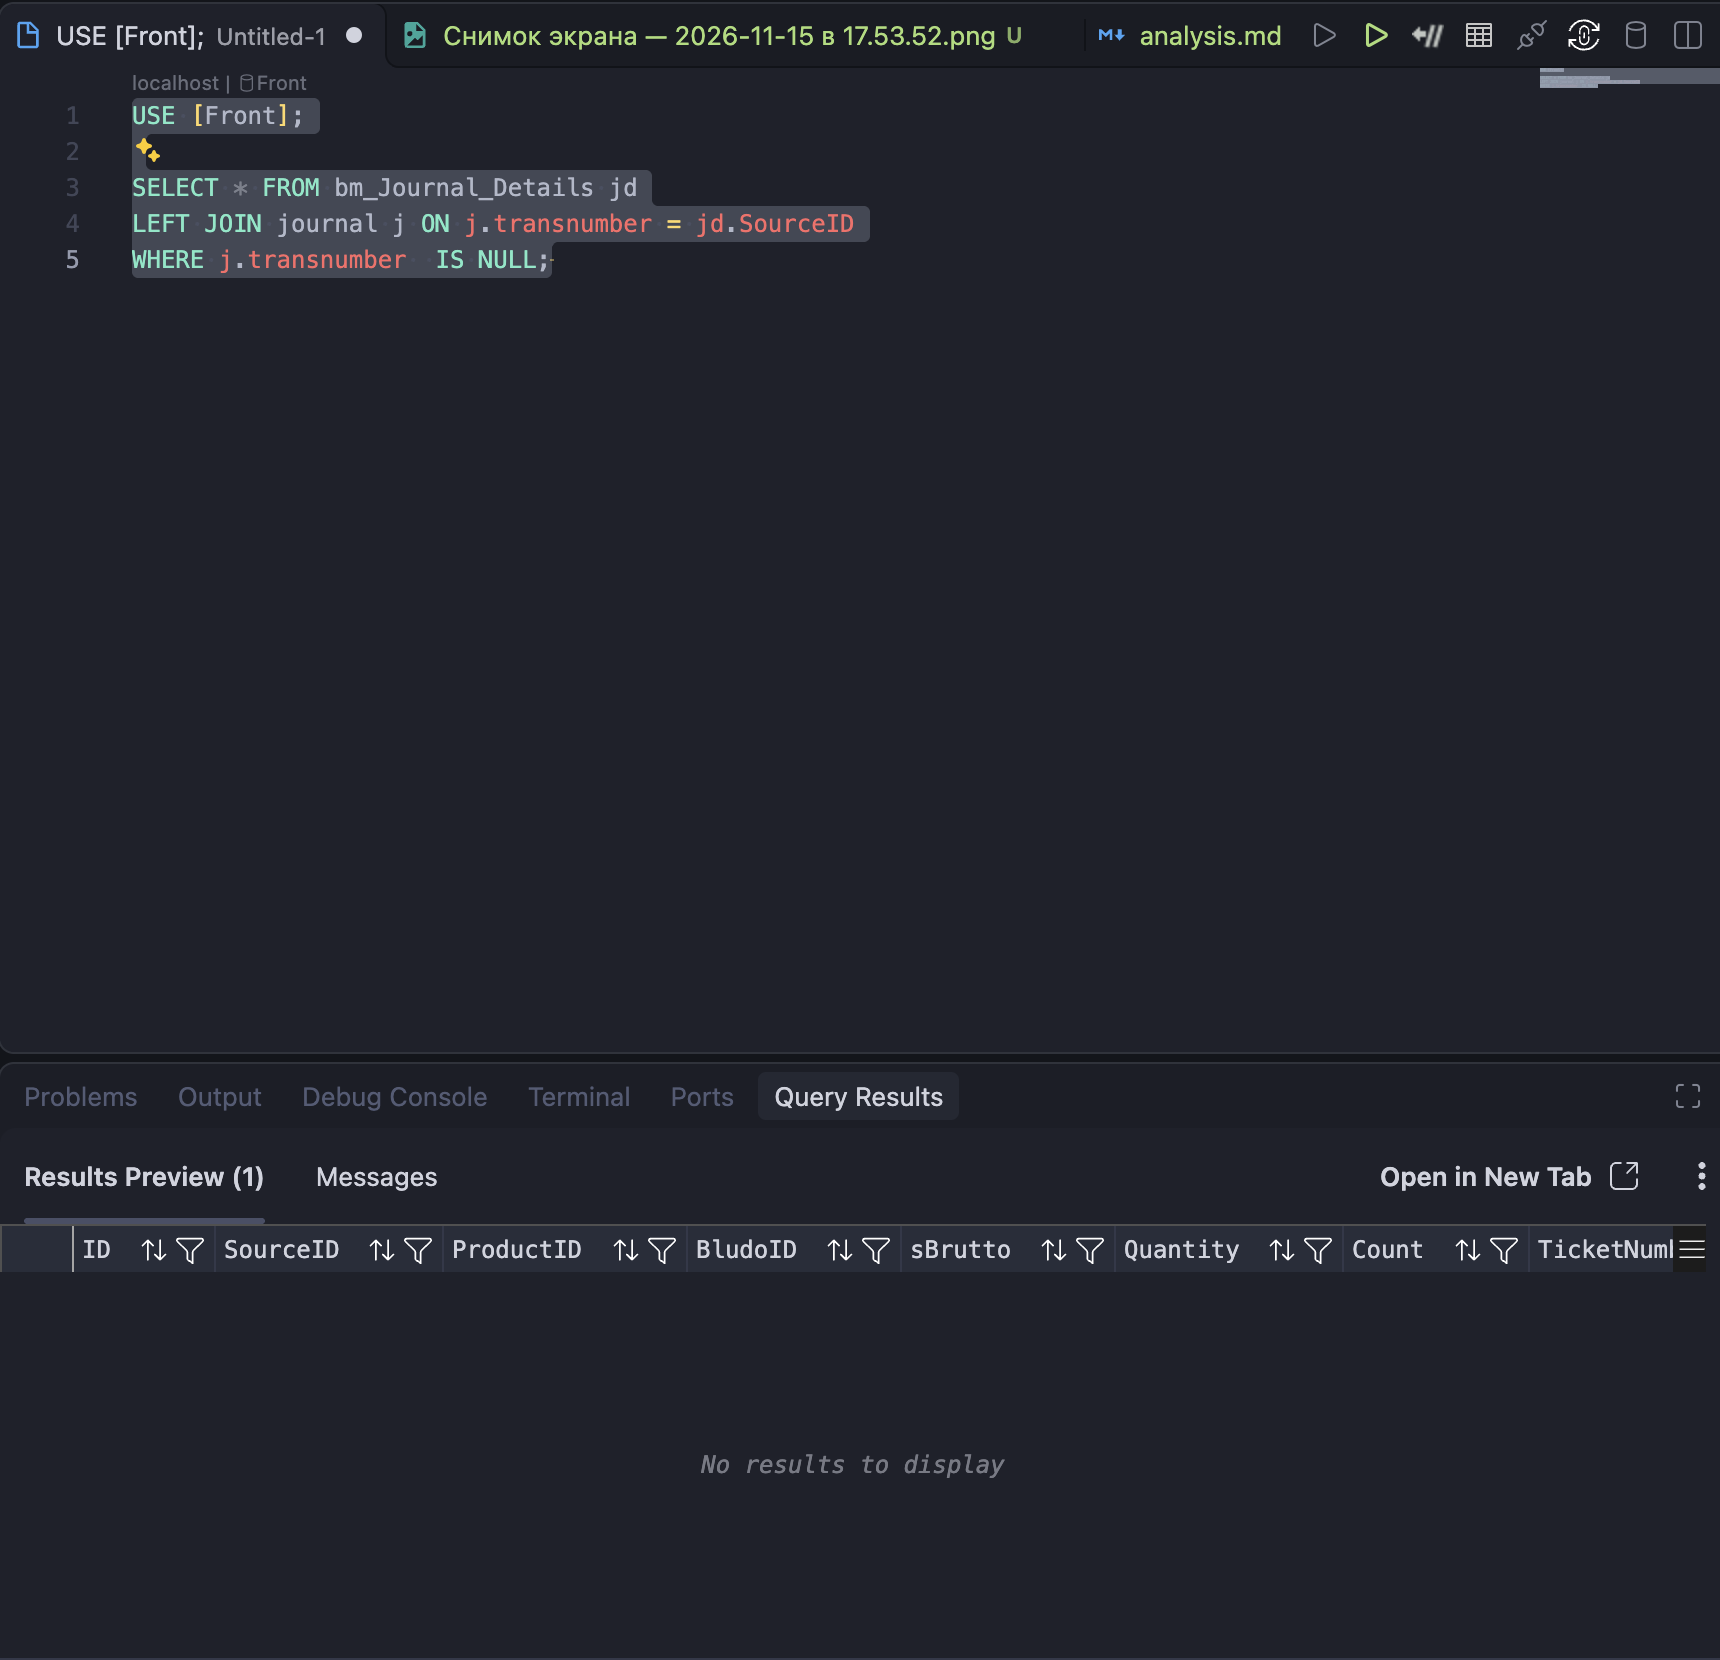 USE [Front]; Untitled-1
Снимок экрана — 2026-11-15 в 17.53.52.png U
analysis.md
localhost | Front
1 USE [Front];
2
3 SELECT * FROM bm_Journal_Details jd
4 LEFT JOIN journal j ON j.transnumber = jd.SourceID
5 WHERE j.transnumber  IS NULL;
Problems Output Debug Console Terminal Ports Query Results
Results Preview (1) Messages Open in New Tab
ID SourceID ProductID BludoID sBrutto Quantity Count TicketNum
No results to display